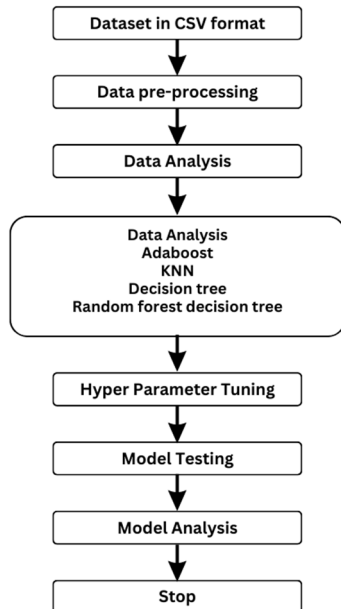 Dataset in CSV format
Data pre-processing
Data Analysis
Data Analysis
Adaboost
KNN
Decision tree
Random forest decision tree
Hyper Parameter Tuning
Model Testing
Model Analysis
Stop